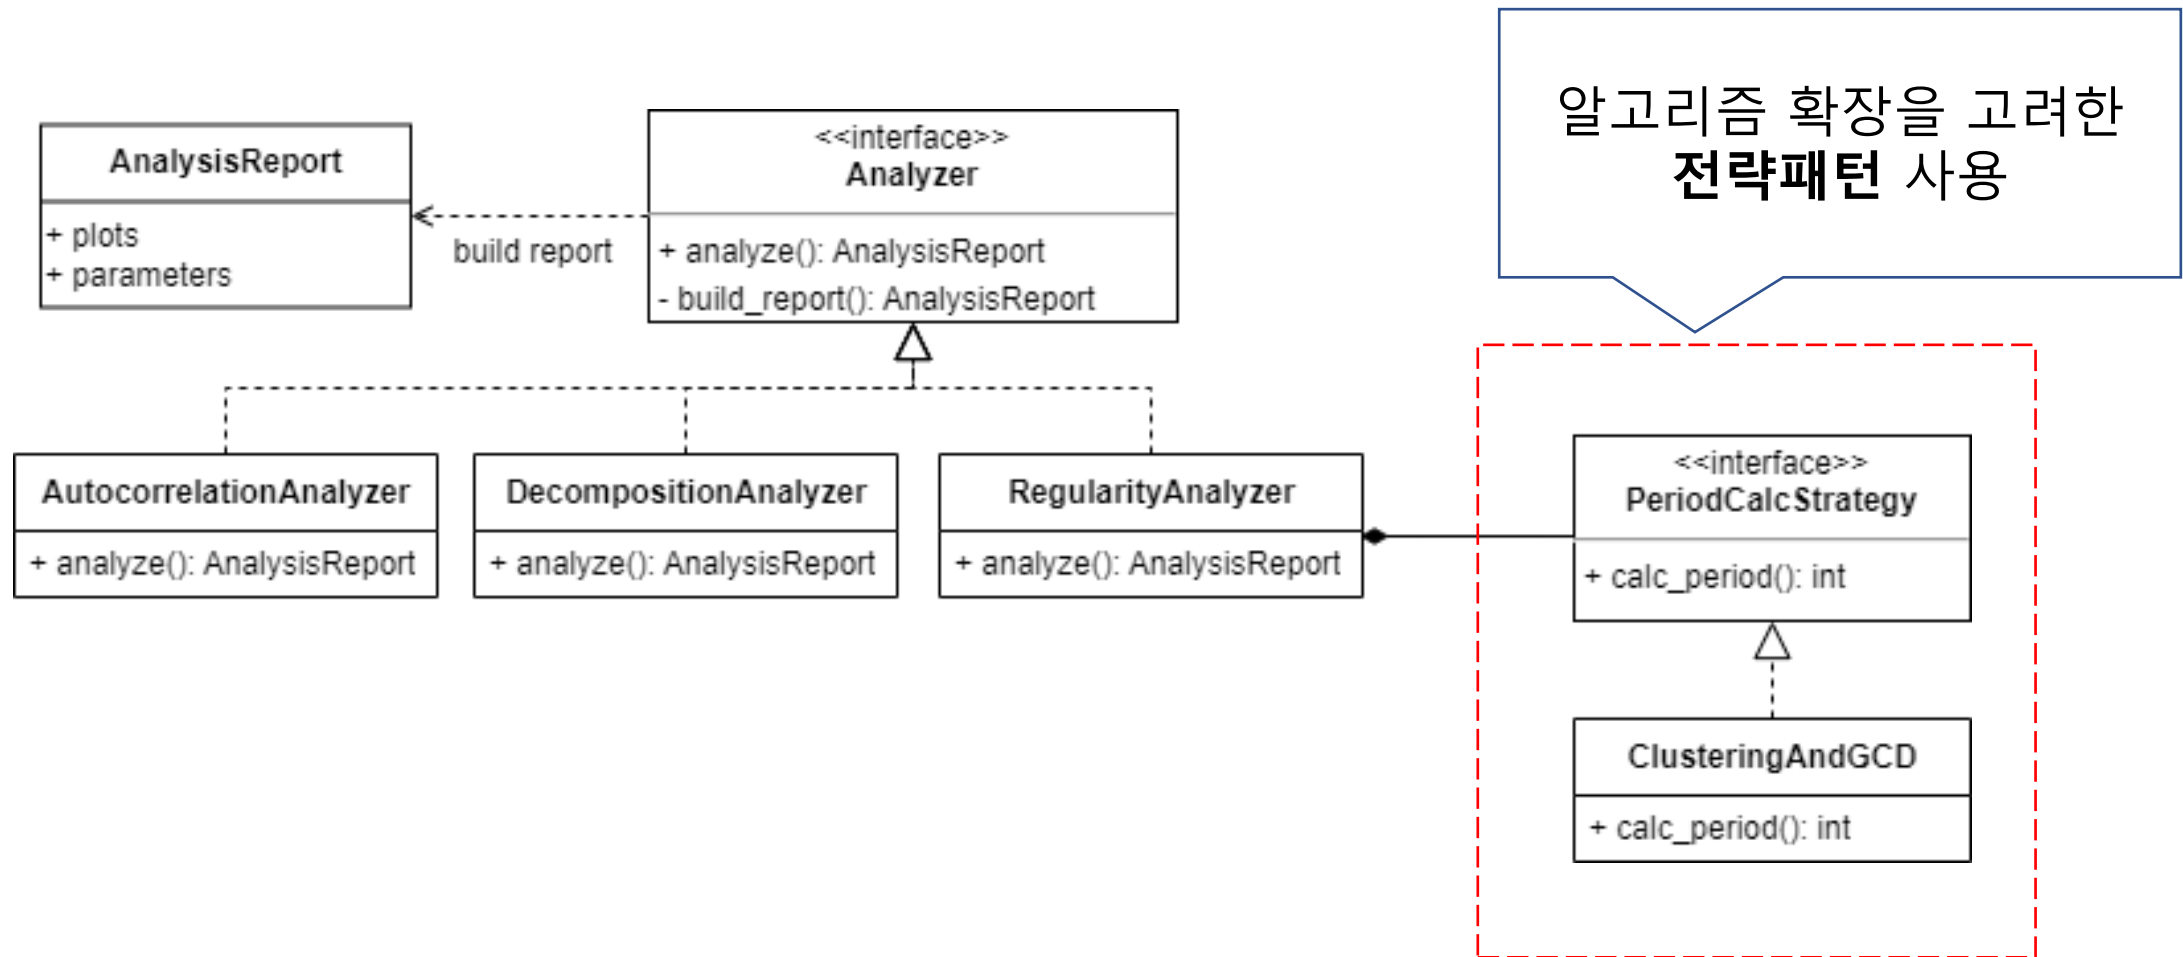 알고리즘 확장을 고려한
전략패턴 사용
AnalysisReport
+ plots
+ parameters
build report
<<interface>>
Analyzer
+ analyze(): AnalysisReport
- build_report(): AnalysisReport
AutocorrelationAnalyzer
+ analyze(): AnalysisReport
DecompositionAnalyzer
+ analyze(): AnalysisReport
RegularityAnalyzer
+ analyze(): AnalysisReport
<<interface>>
PeriodCalcStrategy
+ calc_period(): int
ClusteringAndGCD
+ calc_period(): int